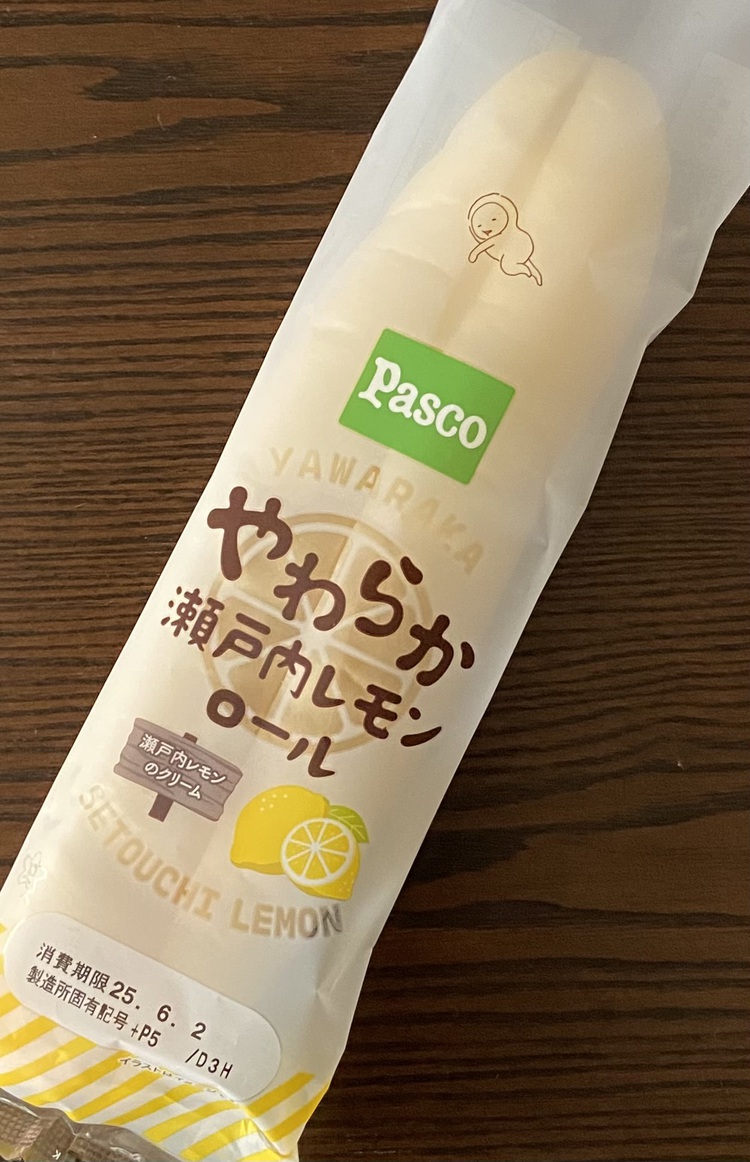 Pasco
YAWARAKA
やわらか
瀬戸内レモン
ロール
瀬戸内レモン
のクリーム
SETOUCHI LEMON
消費期限 25. 6. 2
製造所固有記号 +P5 /D3H